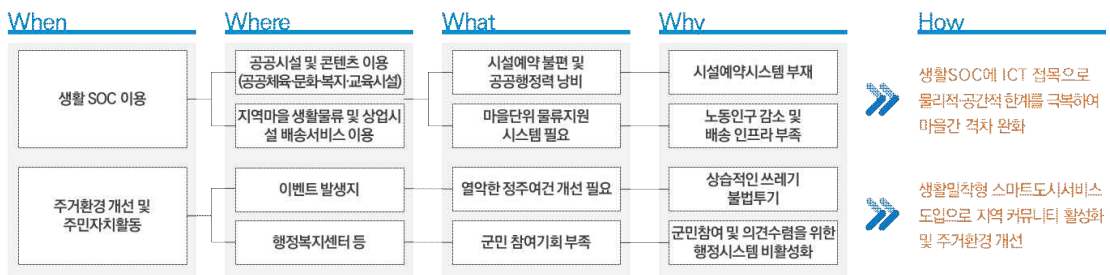 When
Where
What
Why
How
생활 SOC 이용
공공시설 및 콘텐츠 이용
(공공체육·문화·복지·교육시설)
시설예약 불편 및
공공행정력 낭비
시설예약시스템 부재
지역마을 생활물류 및 상업시
설 배송서비스 이용
마을단위 물류지원
시스템 필요
노동인구 감소 및
배송 인프라 부족
생활SOC에 ICT 접목으로
물리적·공간적 한계를 극복하여
마을간 격차 완화
주거환경 개선 및
주민자치활동
이벤트 발생지
열악한 정주여건 개선 필요
상습적인 쓰레기
불법투기
행정복지센터 등
군민 참여기회 부족
군민참여 및 의견수렴을 위한
행정시스템 비활성화
생활밀착형 스마트도시서비스
도입으로 지역 커뮤니티 활성화
및 주거환경 개선